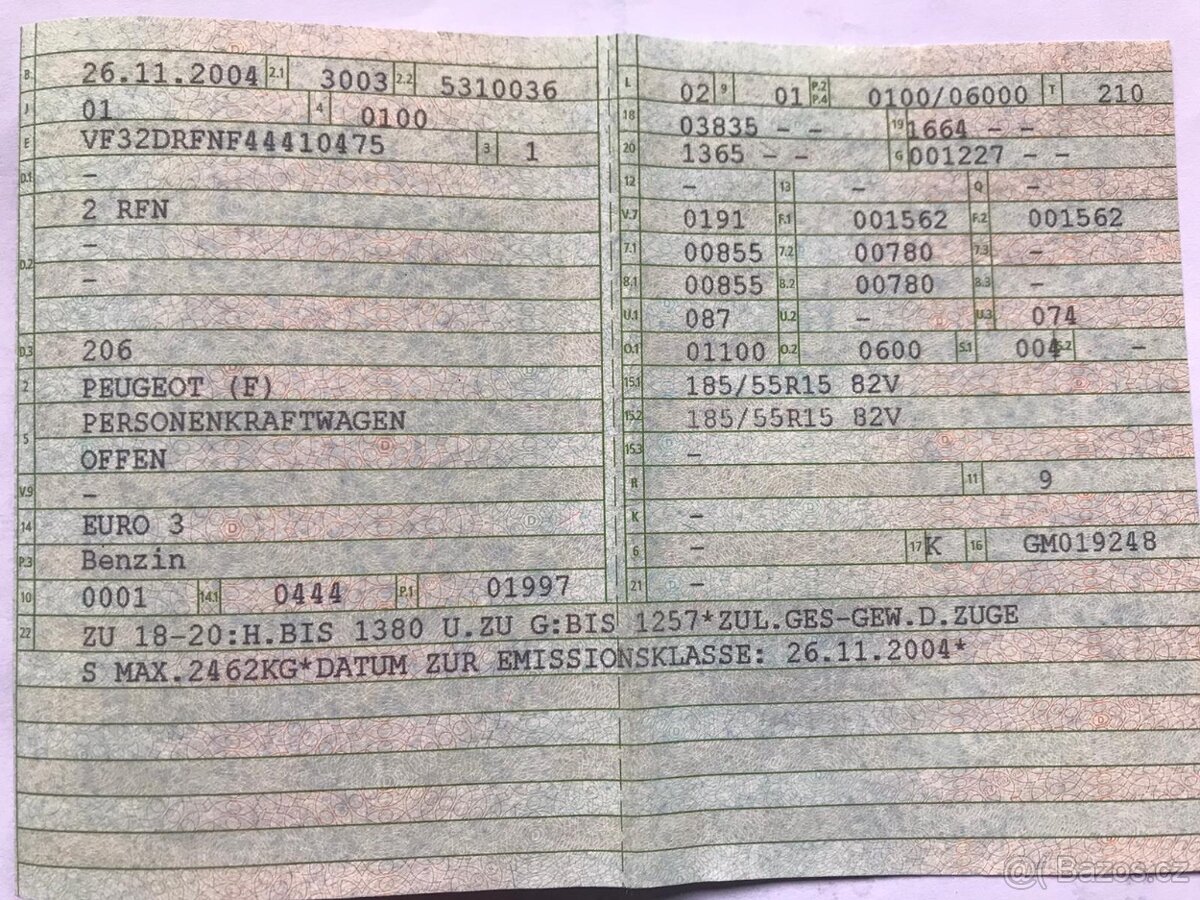 B 26.11.2004 2.1 3003 2.2 5310036
J 01 4 0100
E VF32DRFNF44410475 3 1
D.1 –
2 RFN
D.2 –
–
D.3 206
2 PEUGEOT (F)
5 PERSONENKRAFTWAGEN
OFFEN
V.9 –
14 EURO 3
P.3 Benzin
10 0001 14.1 0444 P.1 01997
L 02 9 01 P.2 P.4 0100/06000 T 210
18 03835 – – 19 1664 – –
20 1365 – – G 001227 – –
12 – 13 – Q –
V.7 0191 F.1 001562 F.2 001562
7.1 00855 7.2 00780 7.3 –
8.1 00855 8.2 00780 8.3 –
U.1 087 U.2 – U.3 074
O.1 01100 O.2 0600 S.1 004 S.2 –
15.1 185/55R15 82V
15.2 185/55R15 82V
15.3 –
R 11 9
K –
6 – 17 K 16 GM019248
21 –
22 ZU 18-20:H.BIS 1380 U.ZU G:BIS 1257*ZUL.GES-GEW.D.ZUGE
S MAX.2462KG*DATUM ZUR EMISSIONSKLASSE: 26.11.2004*
@( Bazos.cz